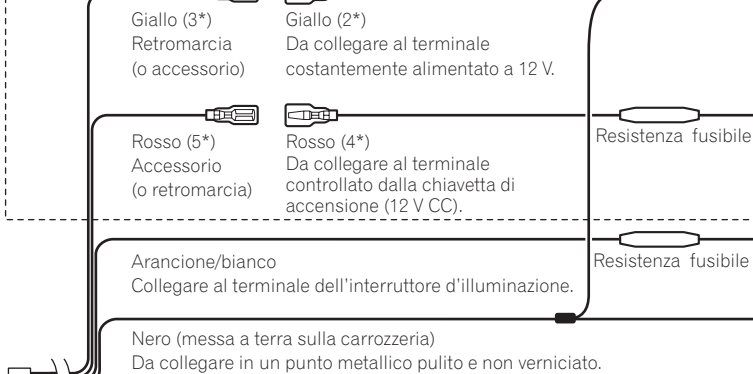 Giallo (3*)
Retromarcia
(o accessorio)
Giallo (2*)
Da collegare al terminale
costantemente alimentato a 12 V.
Rosso (5*)
Accessorio
(o retromarcia)
Rosso (4*)
Da collegare al terminale
controllato dalla chiavetta di
accensione (12 V CC).
Resistenza fusibile
Arancione/bianco
Collegare al terminale dell'interruttore d'illuminazione.
Resistenza fusibile
Nero (messa a terra sulla carrozzeria)
Da collegare in un punto metallico pulito e non verniciato.